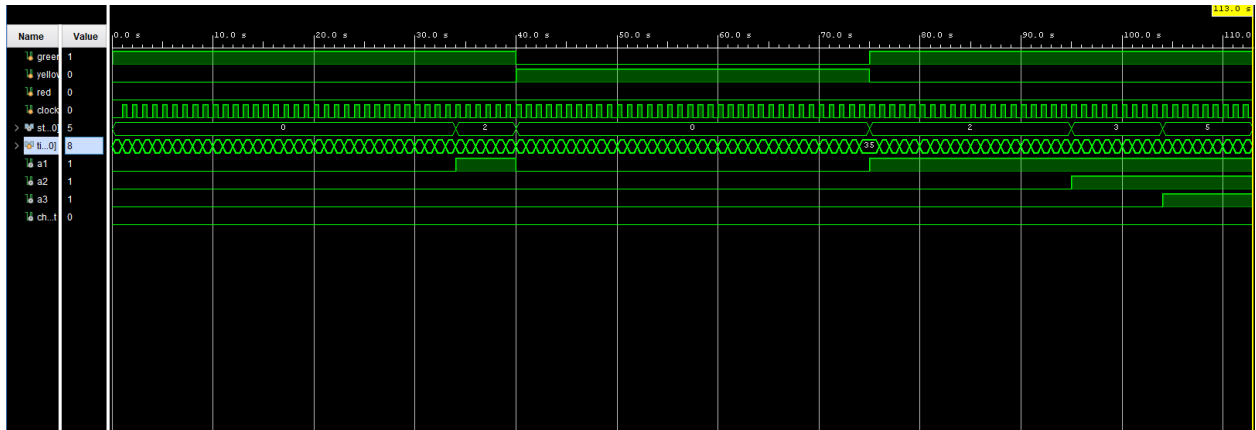 113.0 s
Name Value
0.0 s 10.0 s 20.0 s 30.0 s 40.0 s 50.0 s 60.0 s 70.0 s 80.0 s 90.0 s 100.0 s 110.0
green 1
yellov 0
red 0
clock 0
> st...0] 5 0 2 0 2 3 5
> ti...0] 8 35
a1 1
a2 1
a3 1
ch...t 0